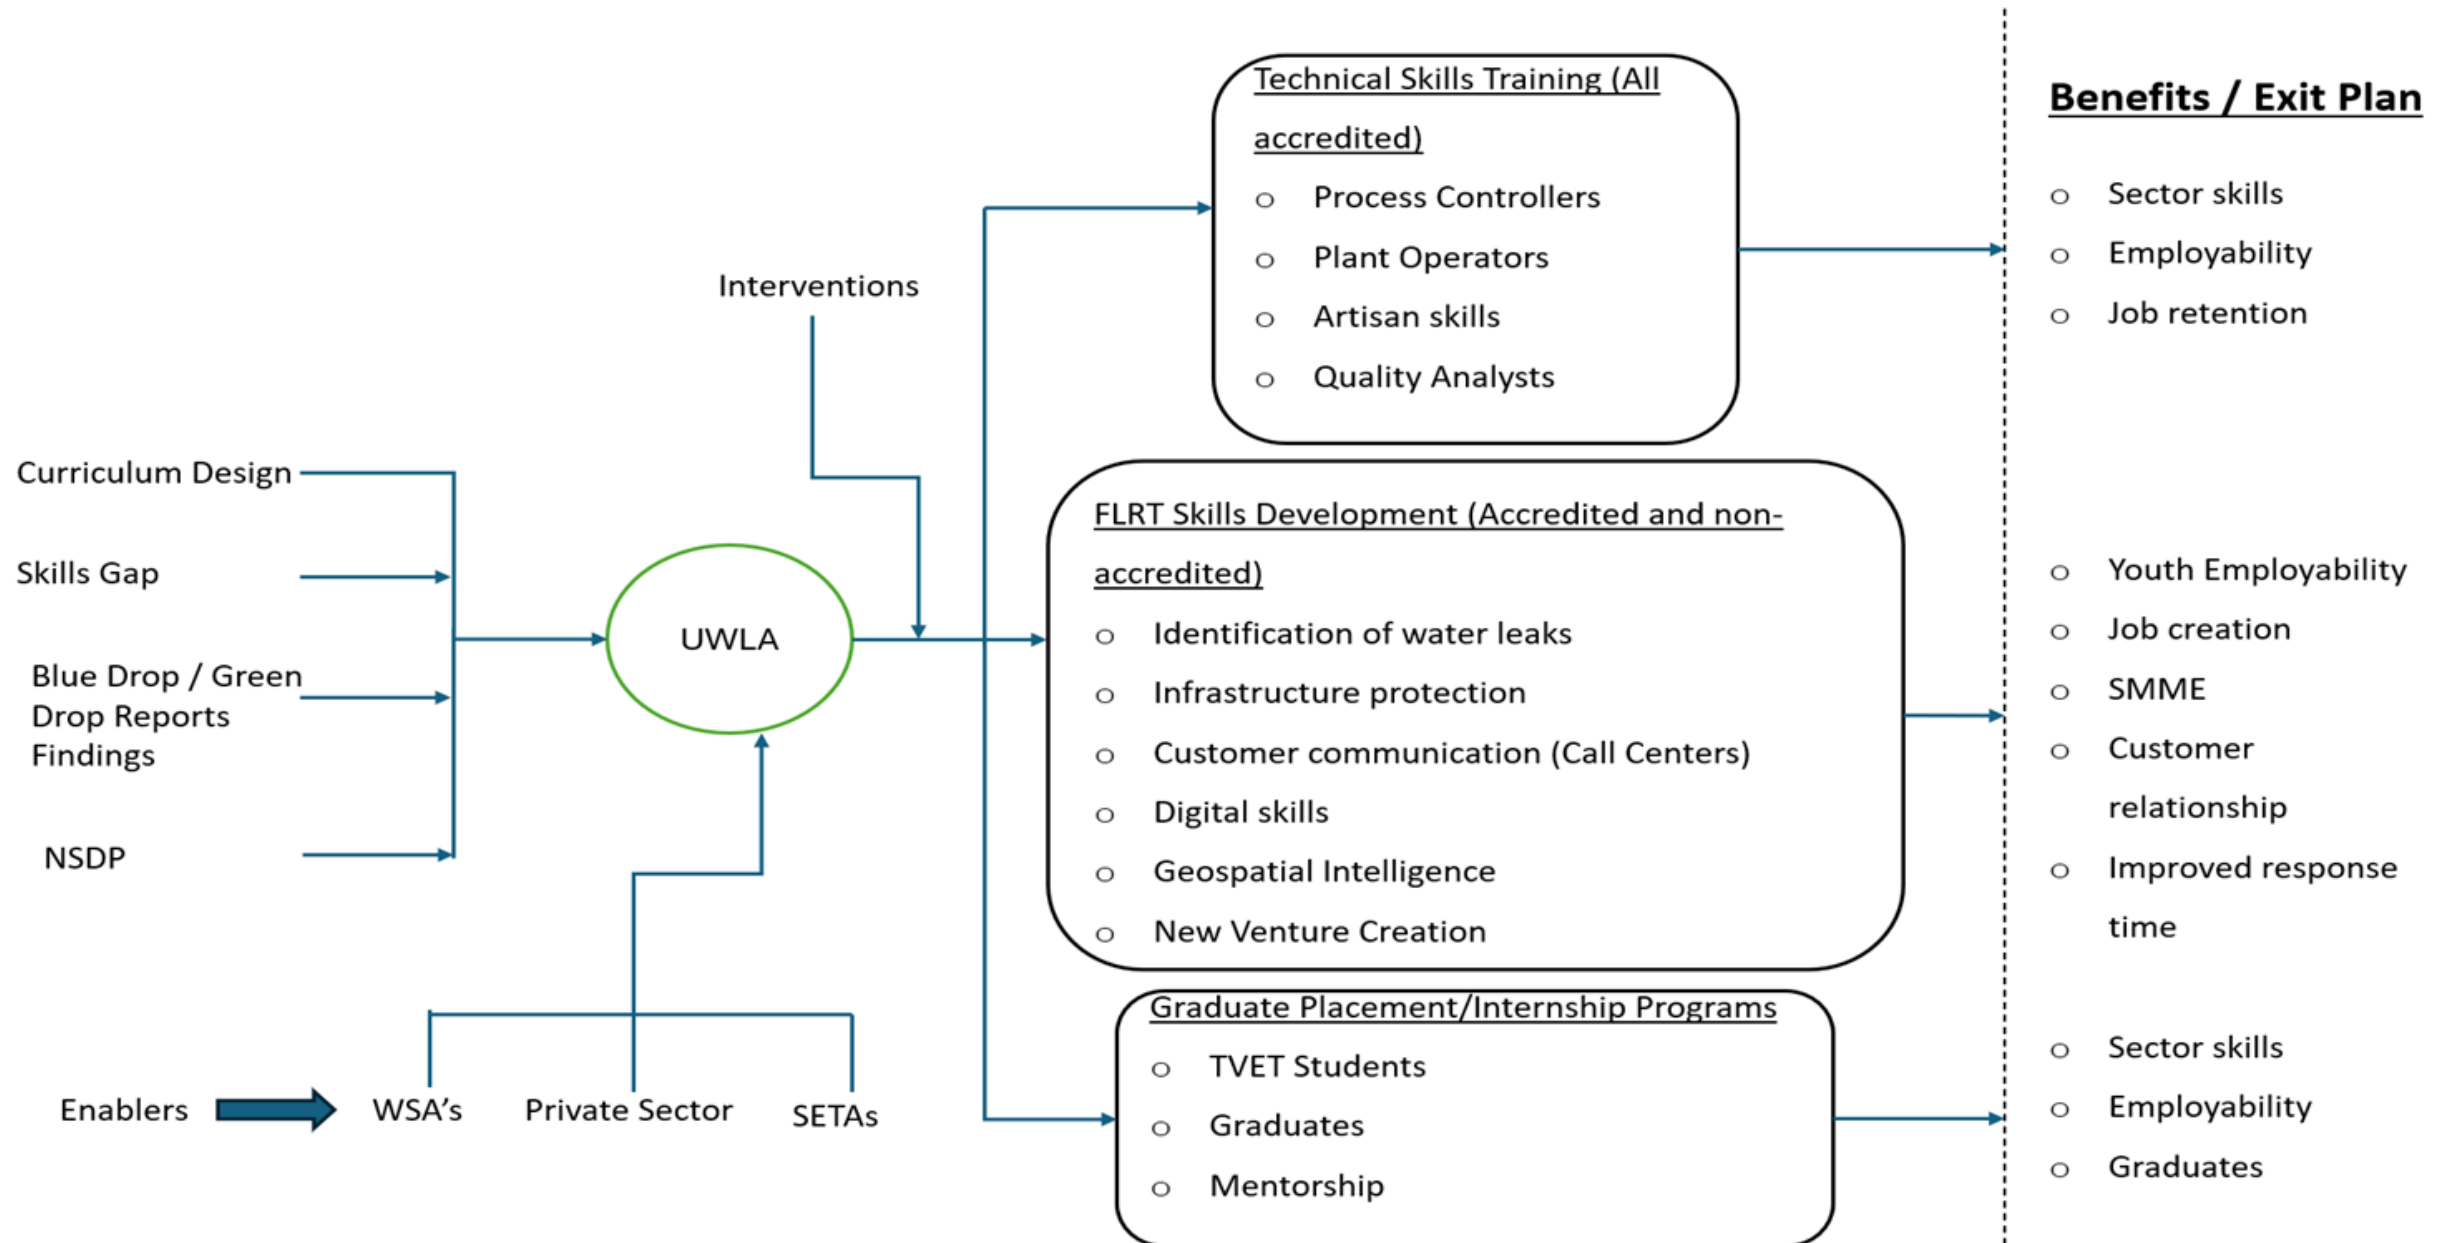 Technical Skills Training (All
accredited)
o Process Controllers
o Plant Operators
o Artisan skills
o Quality Analysts
Benefits / Exit Plan
o Sector skills
o Employability
o Job retention
Interventions
Curriculum Design
Skills Gap
Blue Drop / Green
Drop Reports
Findings
NSDP
UWLA
FLRT Skills Development (Accredited and non-
accredited)
o Identification of water leaks
o Infrastructure protection
o Customer communication (Call Centers)
o Digital skills
o Geospatial Intelligence
o New Venture Creation
o Youth Employability
o Job creation
o SMME
o Customer
relationship
o Improved response
time
Enablers
WSA’s
Private Sector
SETAs
Graduate Placement/Internship Programs
o TVET Students
o Graduates
o Mentorship
o Sector skills
o Employability
o Graduates